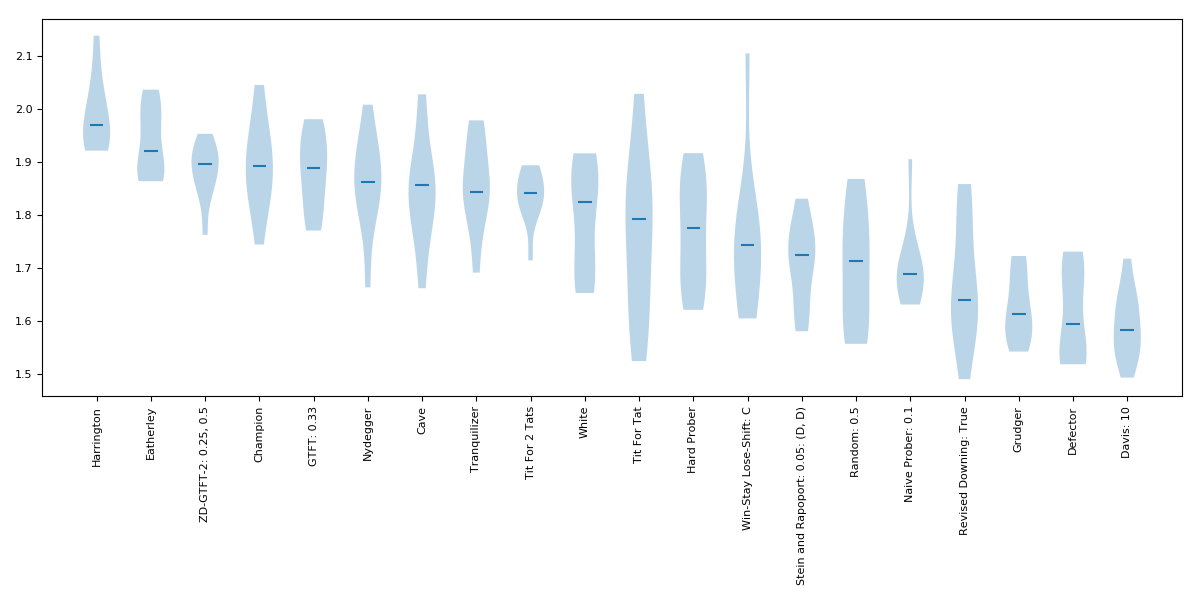 2.1
2.0
1.9
1.8
1.7
1.6
1.5
Harrington
Eatherley
ZD-GTFT-2: 0.25, 0.5
Champion
GTFT: 0.33
Nydegger
Cave
Tranquilizer
Tit For 2 Tats
White
Tit For Tat
Hard Prober
Win-Stay Lose-Shift: C
Stein and Rapoport: 0.05: (D, D)
Random: 0.5
Naive Prober: 0.1
Revised Downing: True
Grudger
Defector
Davis: 10